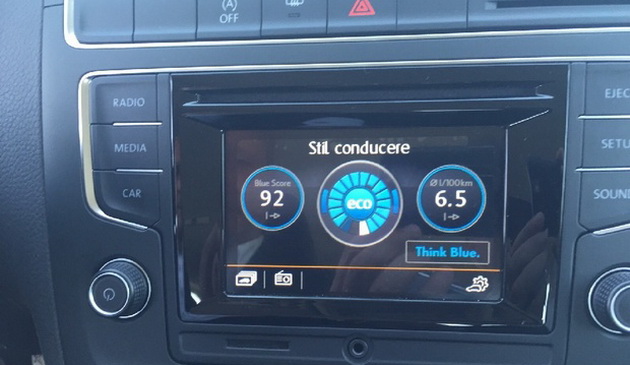 (A)
OFF
RADIO
MEDIA
CAR
EJEC
SETU
SOUN
Stil conducere
Blue Score
92
eco
Ø l/100km
6.5
Think Blue.